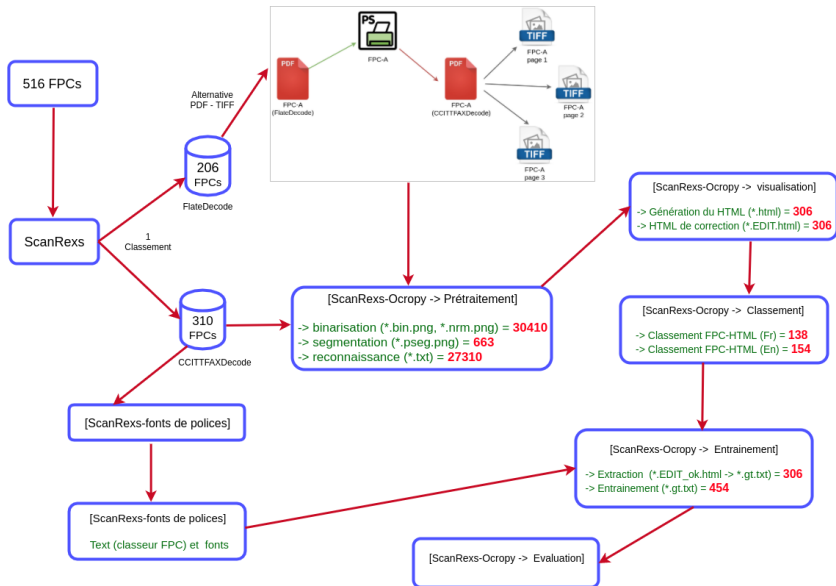 516 FPCs
ScanRexs
1
Classement
206
FPCs
FlateDecode
Alternative
PDF - TIFF
PDF
FPC-A
(FlateDecode)
PS
FPC-A
PDF
FPC-A
(CCITTFAXDecode)
TIFF
FPC-A
page 1
TIFF
FPC-A
page 2
TIFF
FPC-A
page 3
310
FPCs
CCITTFAXDecode
[ScanRexs-Ocropy -> Prétraitement]
-> binarisation (*.bin.png, *.nrm.png) = 30410
-> segmentation (*.pseg.png) = 663
-> reconnaissance (*.txt) = 27310
[ScanRexs-Ocropy -> visualisation]
-> Génération du HTML (*.html) = 306
-> HTML de correction (*.EDIT.html) = 306
[ScanRexs-Ocropy -> Classement]
-> Classement FPC-HTML (Fr) = 138
-> Classement FPC-HTML (En) = 154
[ScanRexs-fonts de polices]
[ScanRexs-fonts de polices]
Text (classeur FPC) et fonts
[ScanRexs-Ocropy -> Entrainement]
-> Extraction (*.EDIT_ok.html -> *.gt.txt) = 306
-> Entrainement (*.gt.txt) = 454
[ScanRexs-Ocropy -> Evaluation]